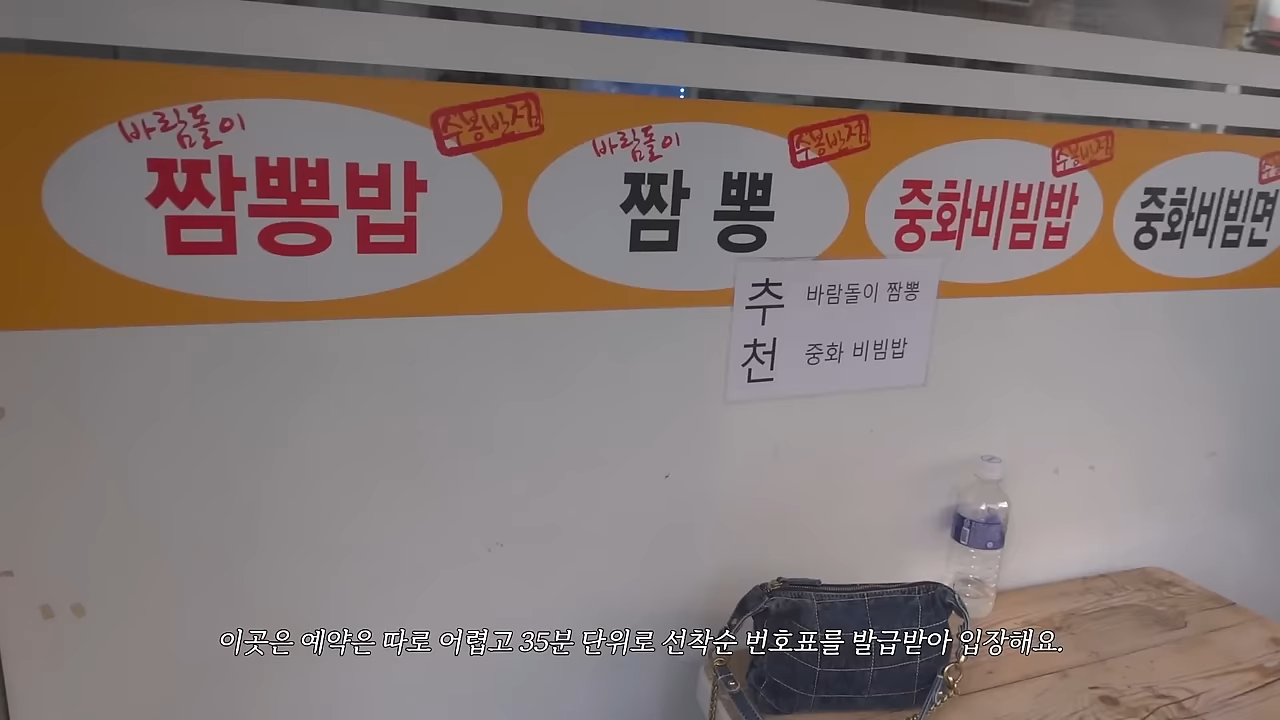 바람돌이
짬뽕밥
수봉반점
바람돌이
짬 뽕
수봉반점
중화비빔밥
수봉반점
중화비빔면
추천
바람돌이 짬뽕
중화 비빔밥
이곳은 예약은 따로 어렵고 35분 단위로 선착순 번호표를 발급받아 입장해요.